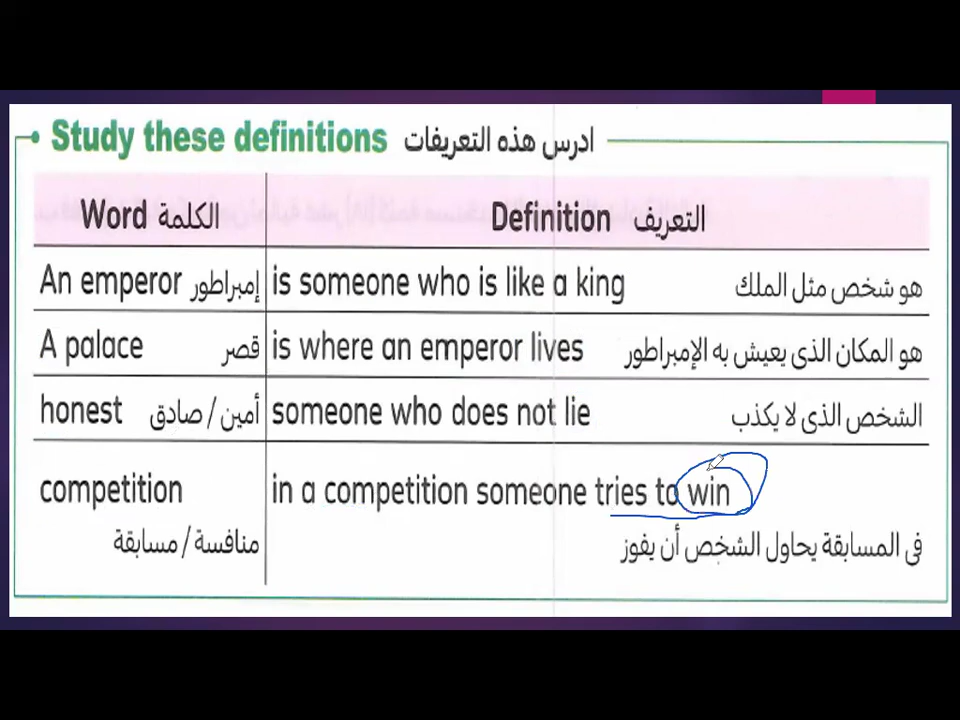 Study these definitions ادرس هذه التعريفات
Word الكلمة Definition التعريف
An emperor إمبراطور is someone who is like a king هو شخص مثل الملك
A palace قصر is where an emperor lives هو المكان الذى يعيش به الإمبراطور
honest أمين / صادق someone who does not lie الشخص الذى لا يكذب
competition in a competition someone tries to win
منافسة / مسابقة فى المسابقة يحاول الشخص أن يفوز